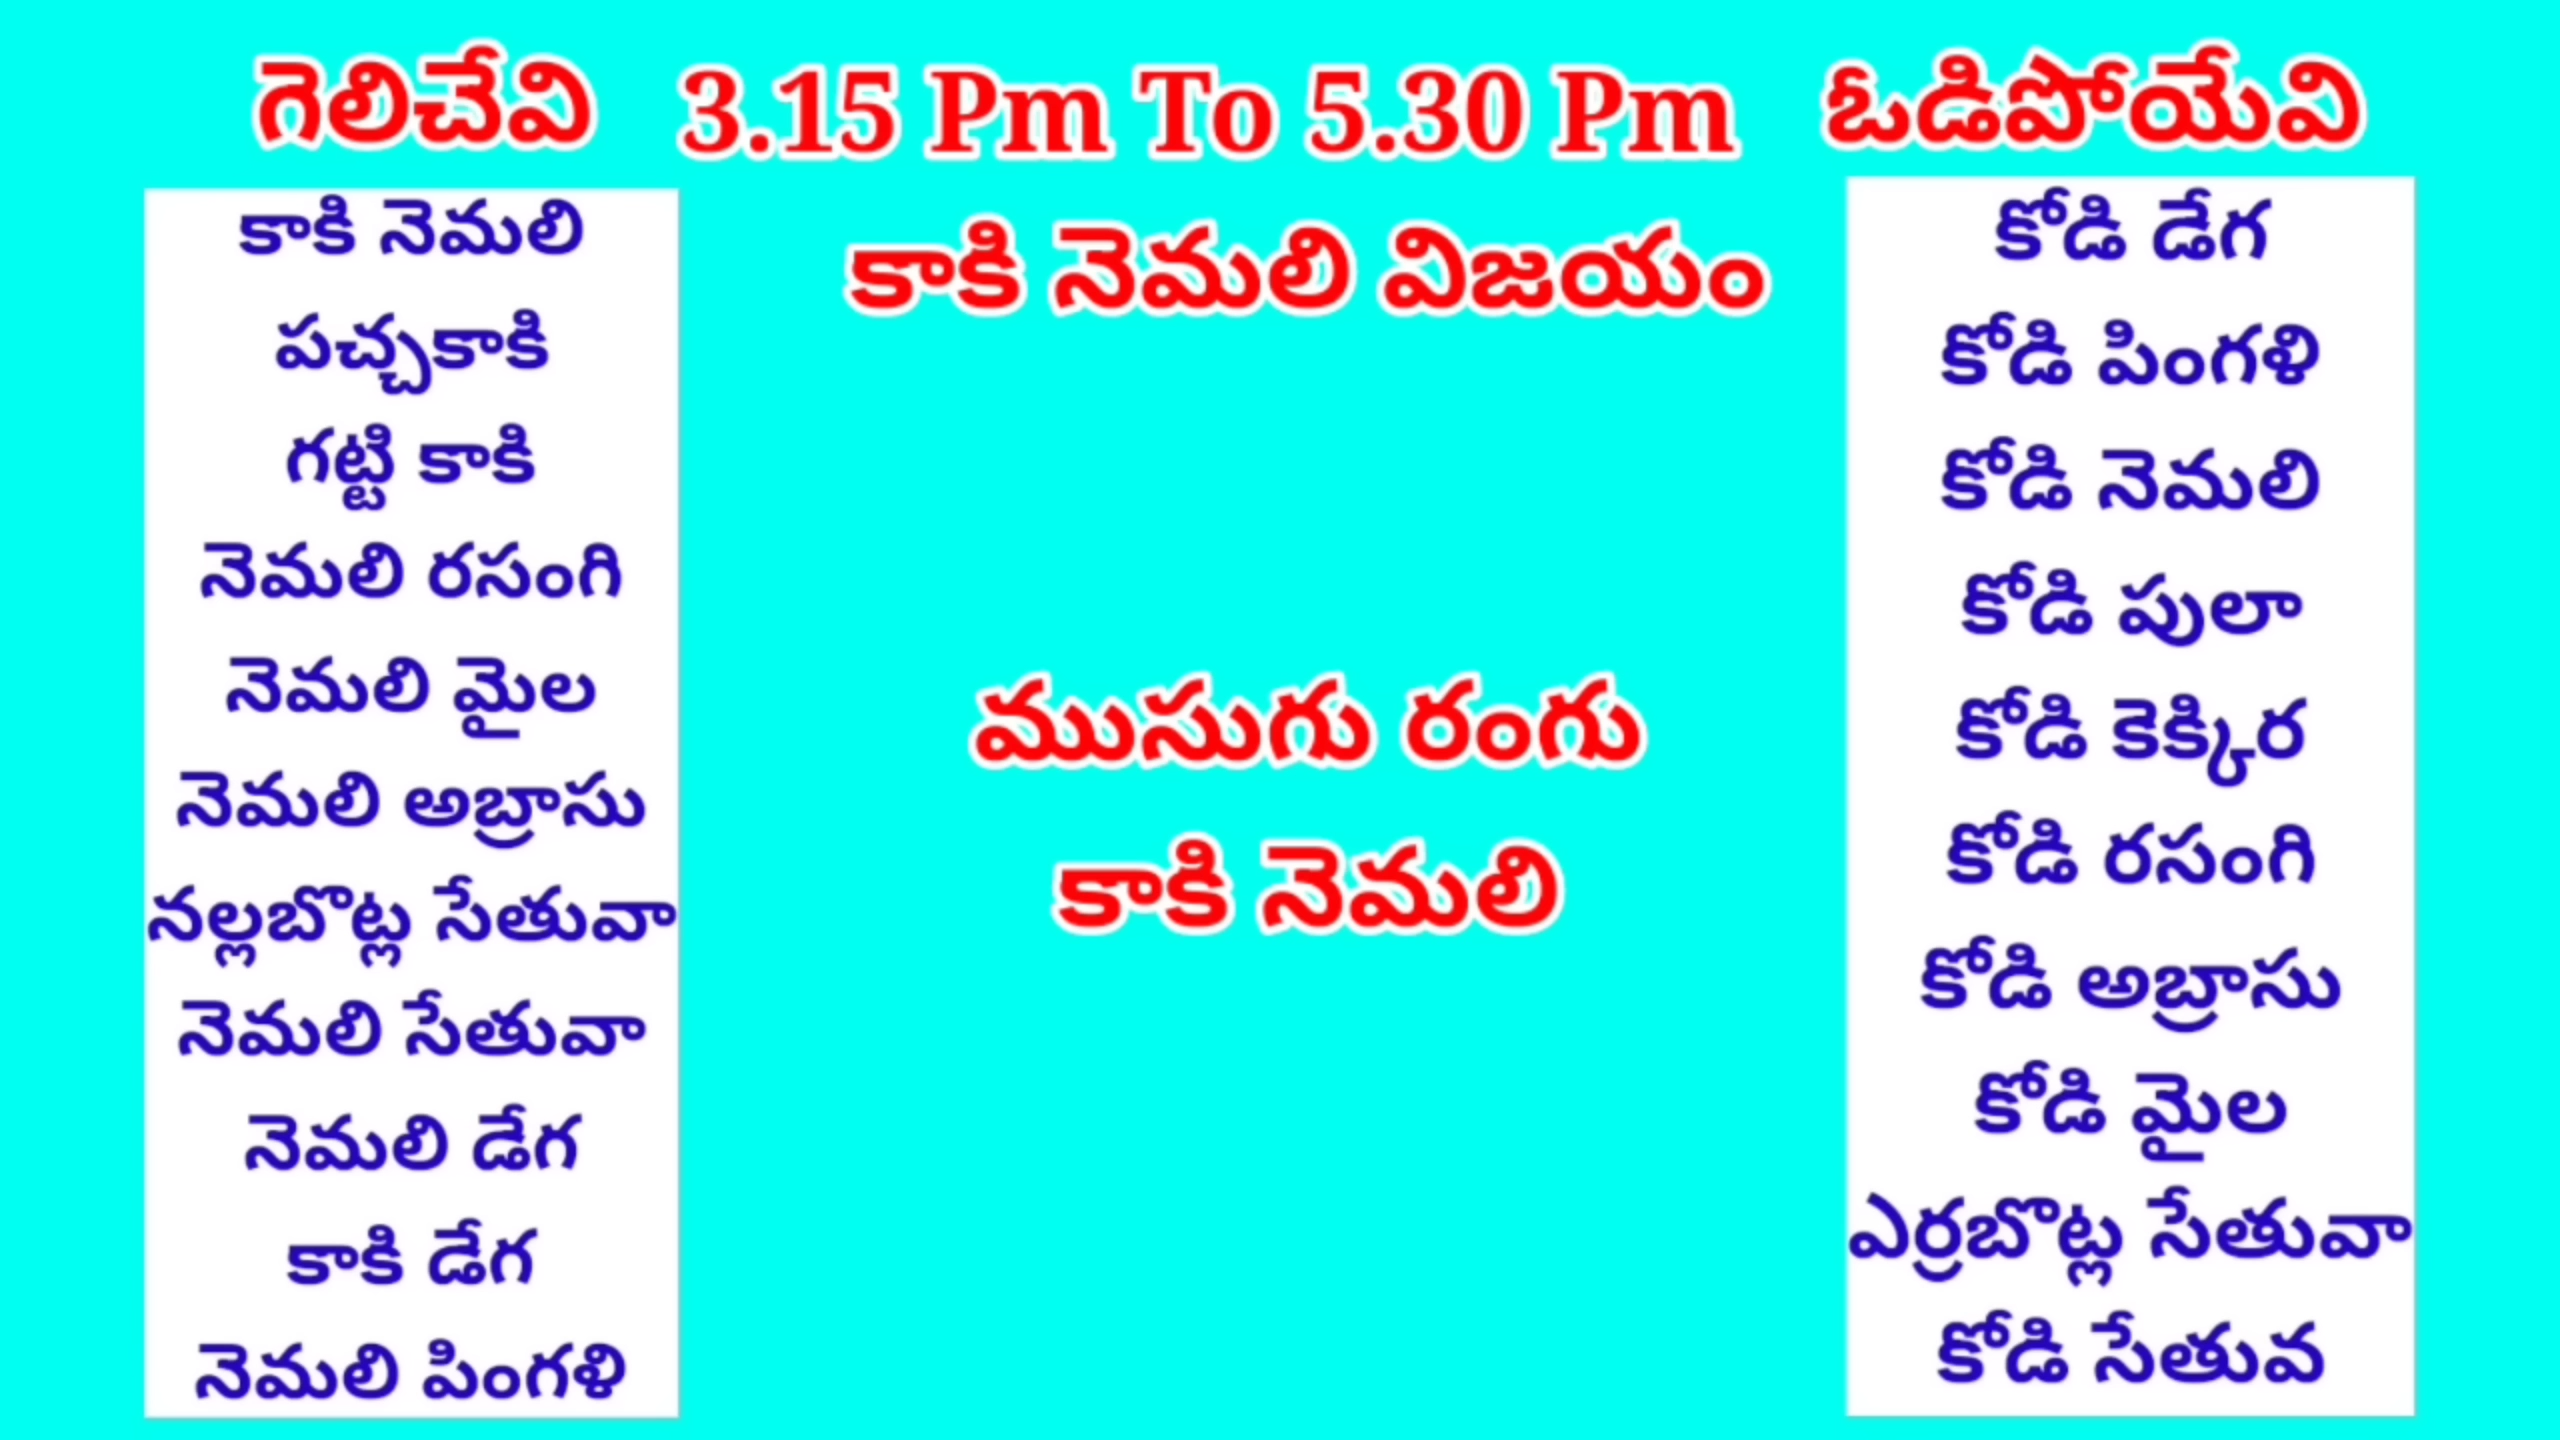 గెలిచేవి 3.15 Pm To 5.30 Pm ఓడిపోయేవి
కాకి నెమలి విజయం
ముసుగు రంగు
కాకి నెమలి
కాకి నెమలి
పచ్చకాకి
గట్టి కాకి
నెమలి రసంగి
నెమలి మైల
నెమలి అబ్రాసు
నల్లబొట్ల సేతువా
నెమలి సేతువా
నెమలి డేగ
కాకి డేగ
నెమలి పింగళి
కోడి డేగ
కోడి పింగళి
కోడి నెమలి
కోడి పులా
కోడి కెక్కిర
కోడి రసంగి
కోడి అబ్రాసు
కోడి మైల
ఎర్రబొట్ల సేతువా
కోడి సేతువ